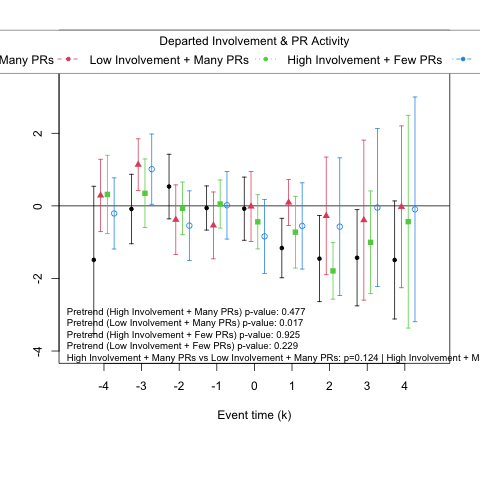 Departed Involvement & PR Activity
Many PRs Low Involvement + Many PRs High Involvement + Few PRs
2
0
-2
-4
Pretrend (High Involvement + Many PRs) p-value: 0.477
Pretrend (Low Involvement + Many PRs) p-value: 0.017
Pretrend (High Involvement + Few PRs) p-value: 0.925
Pretrend (Low Involvement + Few PRs) p-value: 0.229
High Involvement + Many PRs vs Low Involvement + Many PRs: p=0.124 | High Involvement + M
-4 -3 -2 -1 0 1 2 3 4
Event time (k)